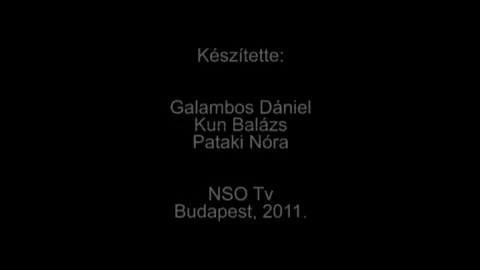 Készítette:
Galambos Dániel
Kun Balázs
Pataki Nóra
NSO Tv
Budapest, 2011.